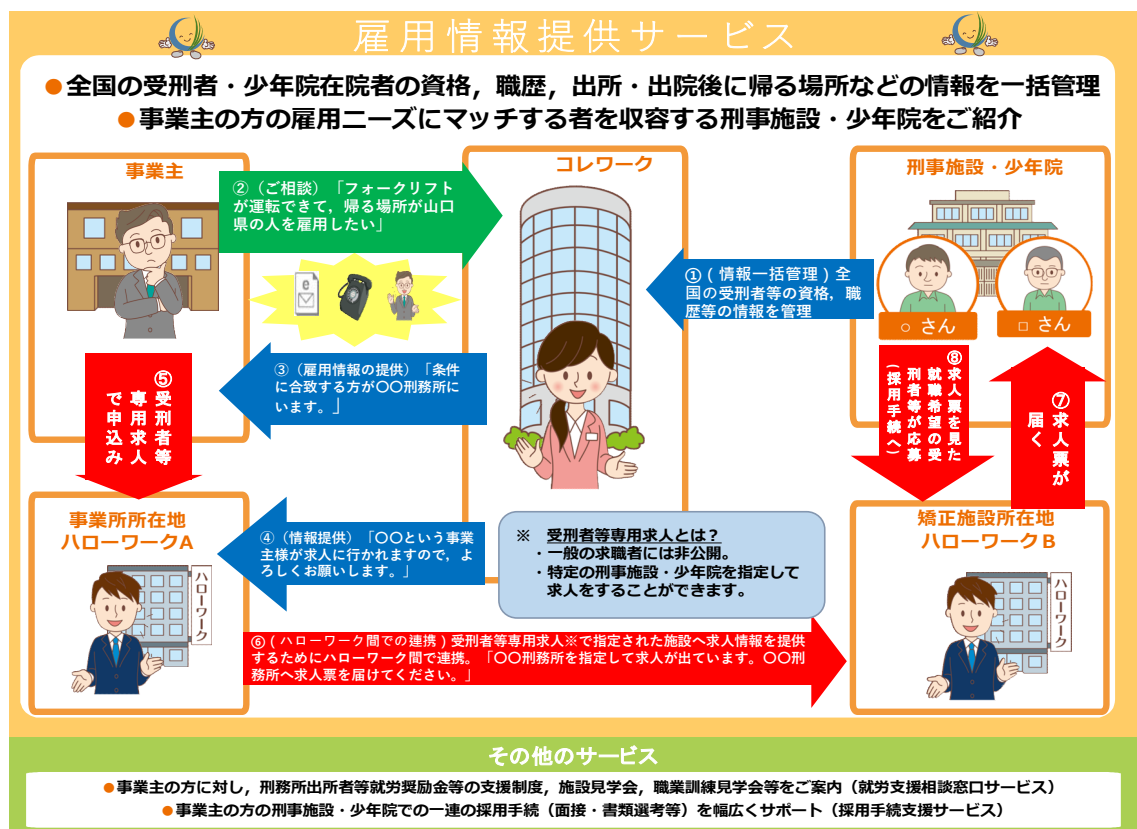 雇用情報提供サービス
●全国の受刑者・少年院在院者の資格，職歴，出所・出院後に帰る場所などの情報を一括管理
●事業主の方の雇用ニーズにマッチする者を収容する刑事施設・少年院をご紹介
事業主
②（ご相談）「フォークリフト
が運転できて，帰る場所が山口
県の人を雇用したい」
e
③（雇用情報の提供）「条件
に合致する方が〇〇刑務所に
います。」
⑤受刑者等
専用求人
で申込み
コレワーク
①(情報一括管理)全
国の受刑者等の資格，職
歴等の情報を管理
刑事施設・少年院
○ さん
□ さん
⑧求人票を見た
就職希望の受
刑者等が応募
(採用手続へ)
⑦求人票が
届く
事業所所在地
ハローワークA
ハローワーク
④（情報提供）「〇〇という事業
主様が求人に行かれますので，よ
ろしくお願いします。」
※ 受刑者等専用求人とは？
・一般の求職者には非公開。
・特定の刑事施設・少年院を指定して
求人をすることができます。
矯正施設所在地
ハローワークＢ
ハローワーク
⑥(ハローワーク間での連携)受刑者等専用求人※で指定された施設へ求人情報を提供
するためにハローワーク間で連携。「〇〇刑務所を指定して求人が出ています。〇〇刑
務所へ求人票を届けてください。」
その他のサービス
●事業主の方に対し，刑務所出所者等就労奨励金等の支援制度，施設見学会，職業訓練見学会等をご案内（就労支援相談窓口サービス）
●事業主の方の刑事施設・少年院での一連の採用手続（面接・書類選考等）を幅広くサポート（採用手続支援サービス）